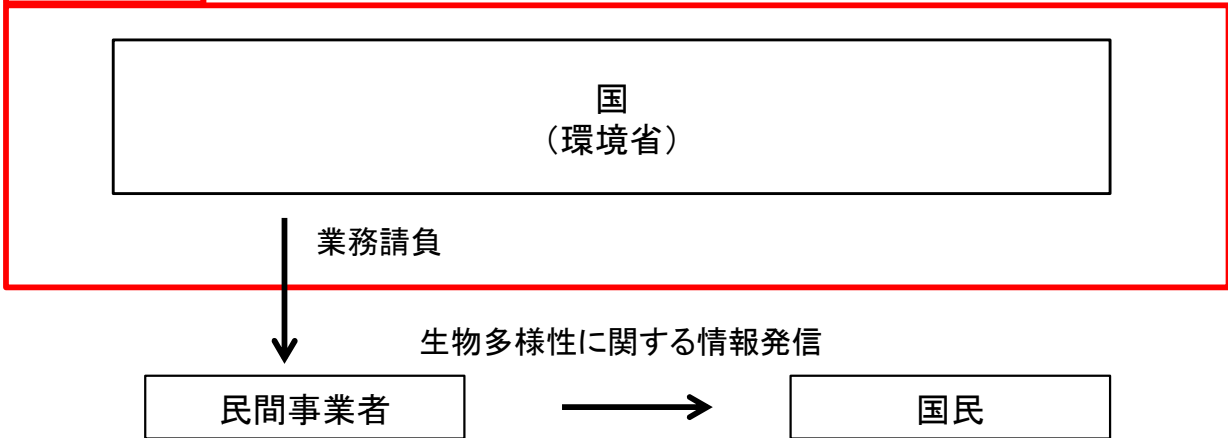 国
（環境省）
業務請負
生物多様性に関する情報発信
民間事業者
国民